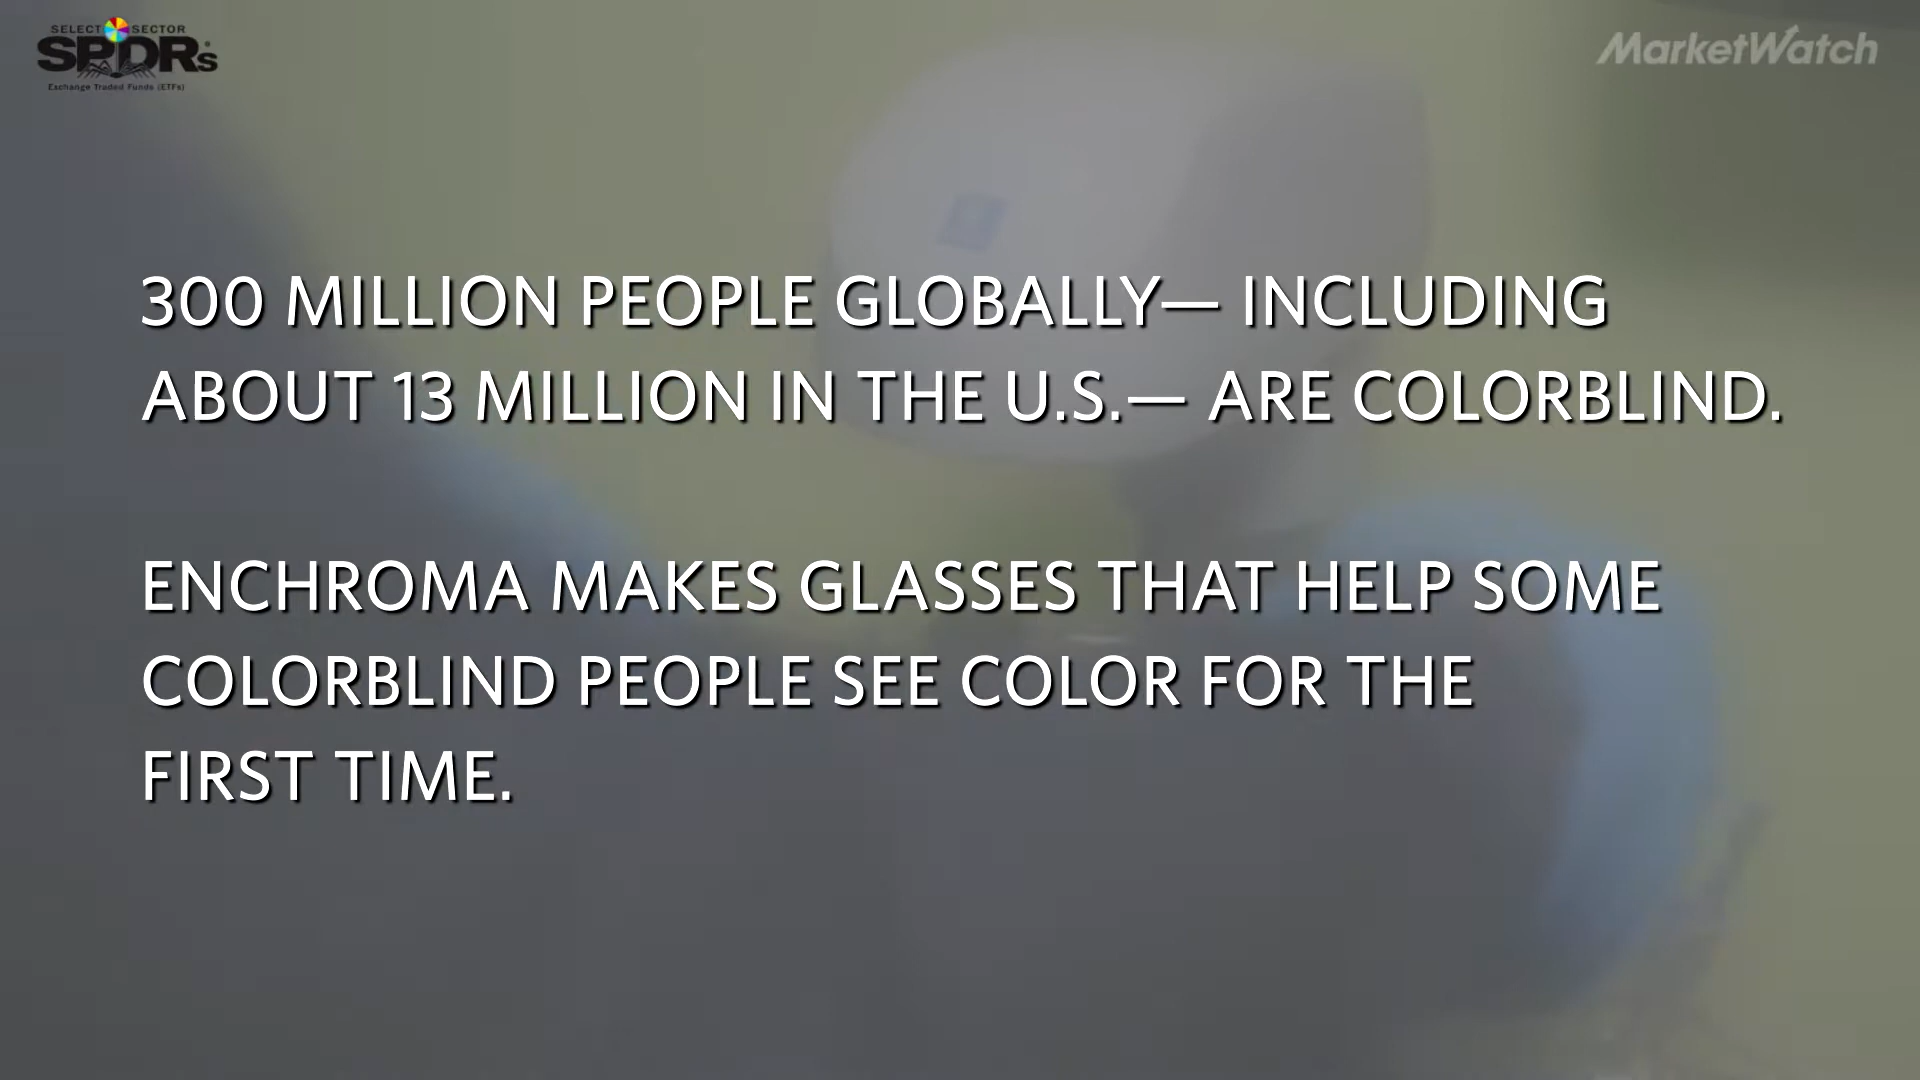 SELECT SECTOR
SPDRs
Exchange Traded Funds (ETFs)
MarketWatch
300 MILLION PEOPLE GLOBALLY— INCLUDING
ABOUT 13 MILLION IN THE U.S.— ARE COLORBLIND.
ENCHROMA MAKES GLASSES THAT HELP SOME
COLORBLIND PEOPLE SEE COLOR FOR THE
FIRST TIME.